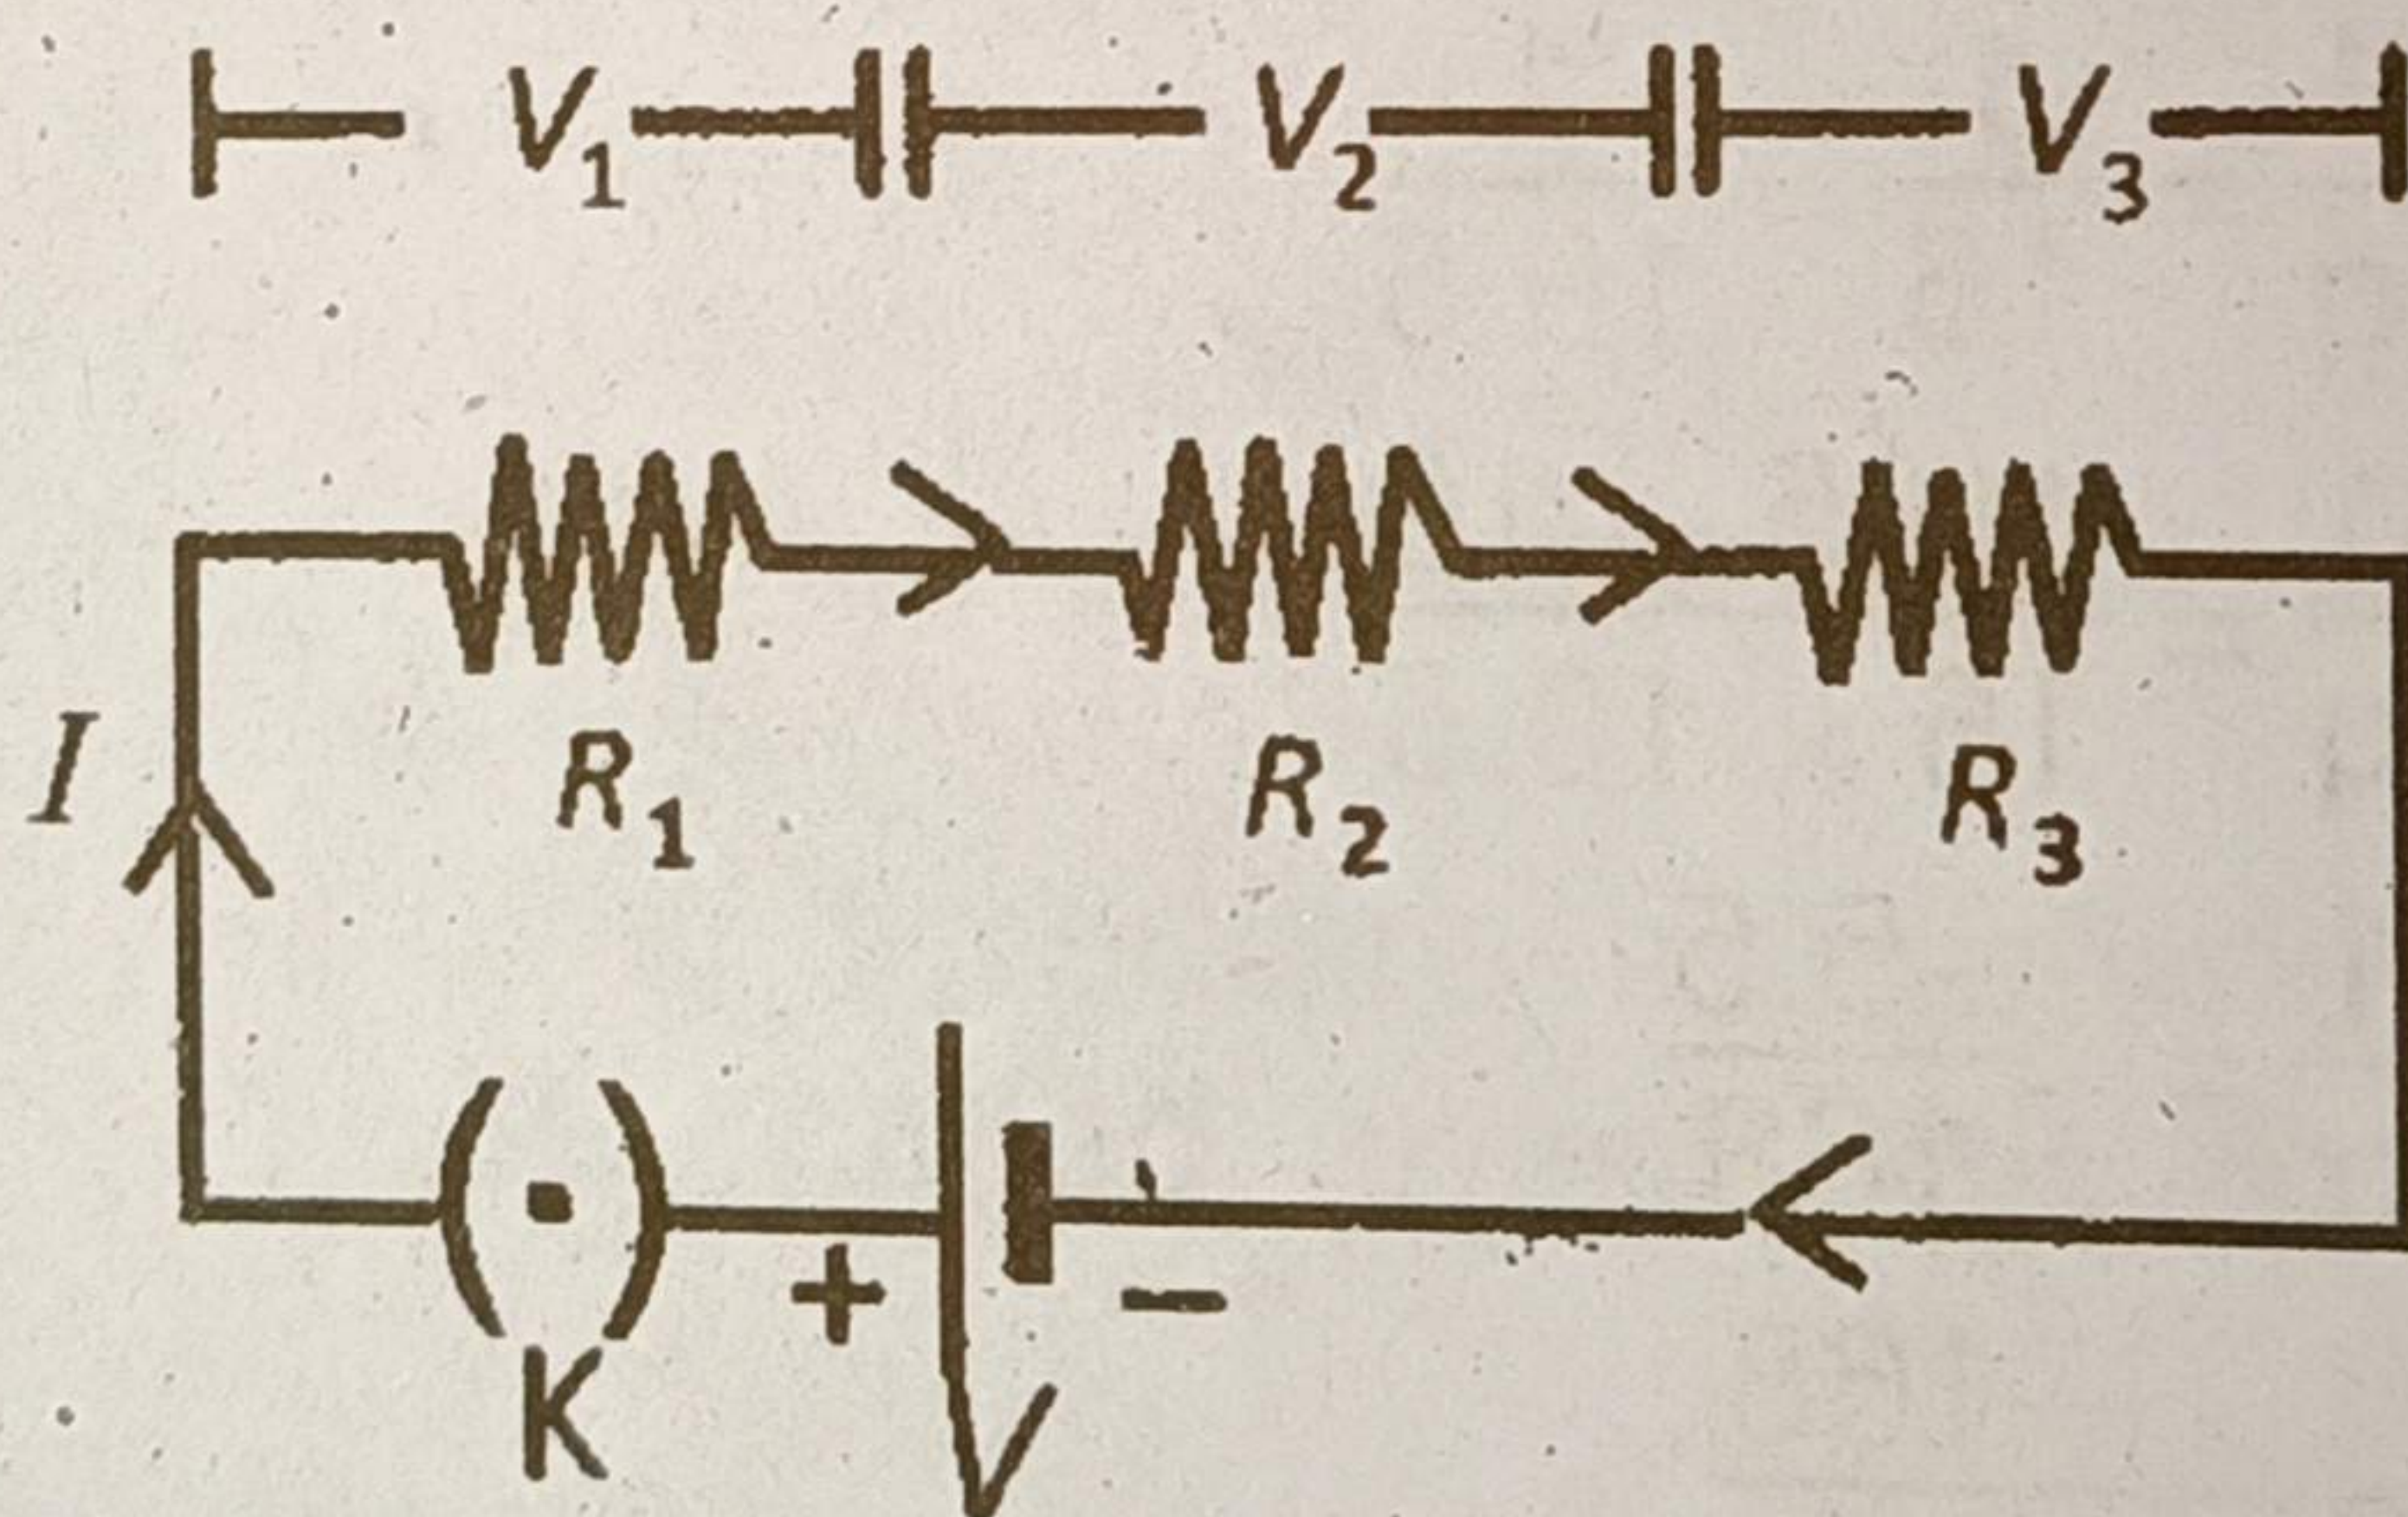 V₁ V₂ V₃
I
R₁ R₂ R₃
+ −
K
V